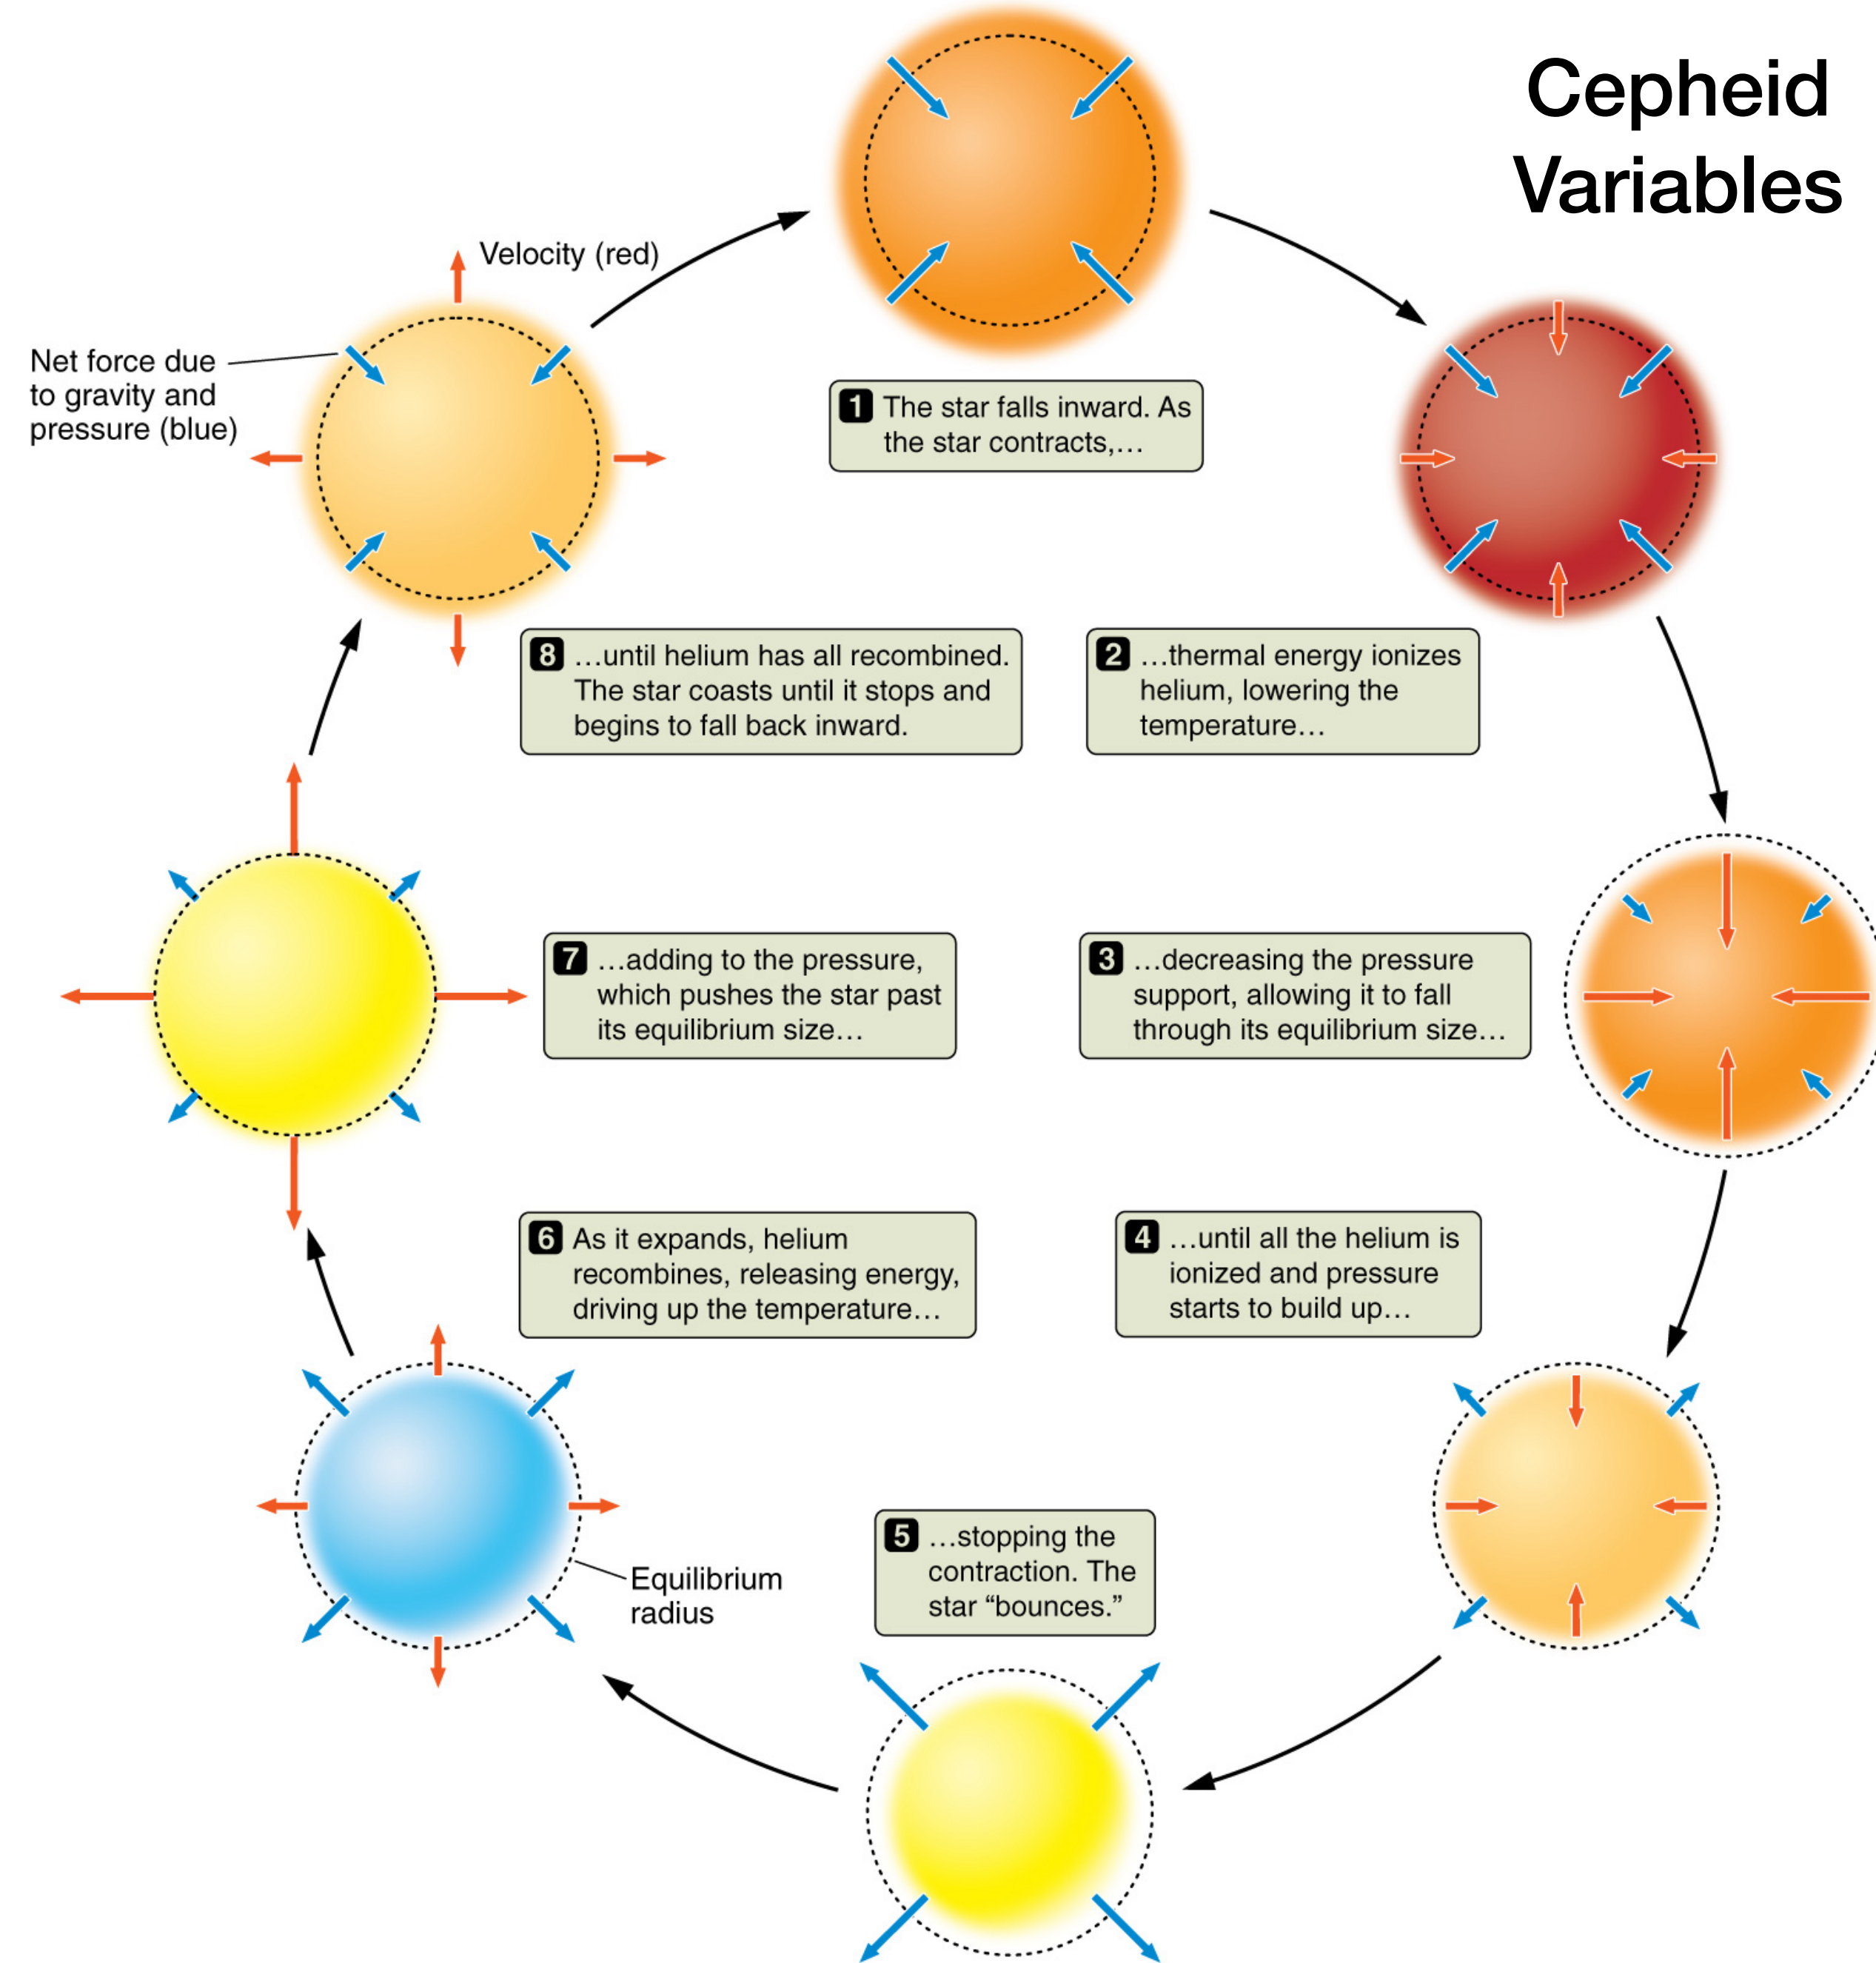 Cepheid
Variables
Velocity (red)
Net force due
to gravity and
pressure (blue)
1 The star falls inward. As
the star contracts,…
2 …thermal energy ionizes
helium, lowering the
temperature…
3 …decreasing the pressure
support, allowing it to fall
through its equilibrium size…
4 …until all the helium is
ionized and pressure
starts to build up…
5 …stopping the
contraction. The
star “bounces.”
6 As it expands, helium
recombines, releasing energy,
driving up the temperature…
7 …adding to the pressure,
which pushes the star past
its equilibrium size…
8 …until helium has all recombined.
The star coasts until it stops and
begins to fall back inward.
Equilibrium
radius